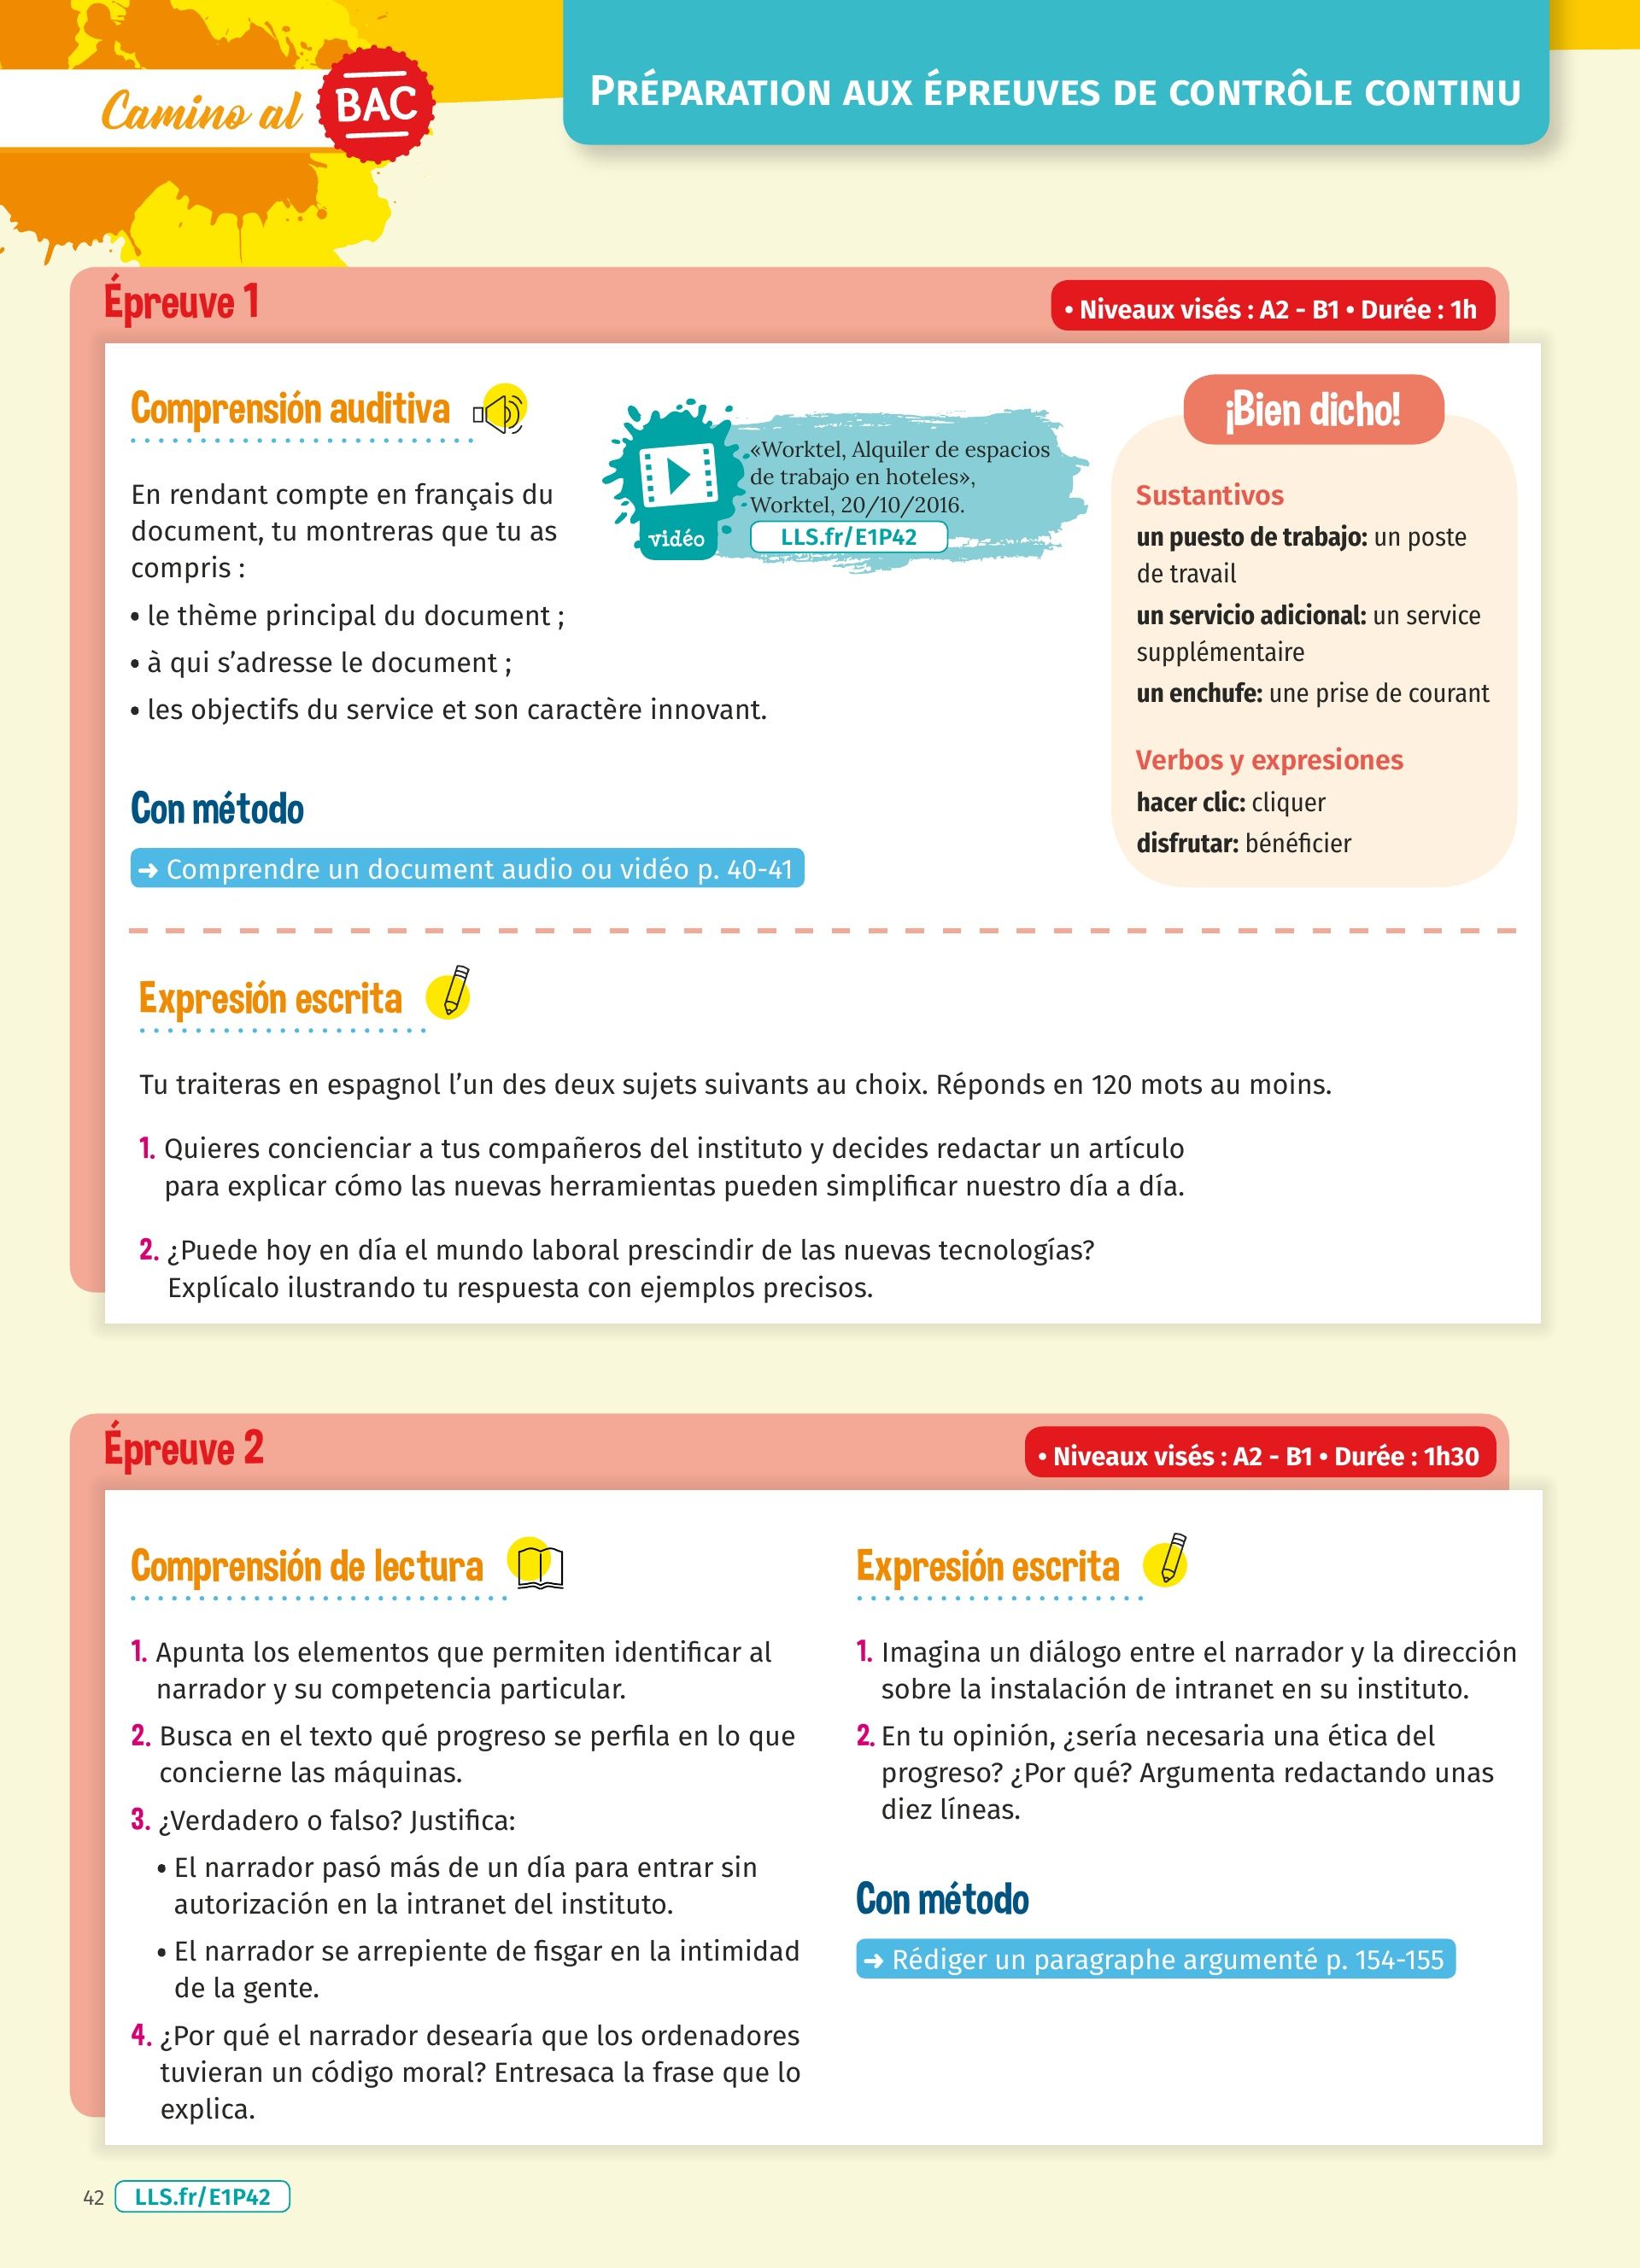 Camino al BAC
Préparation aux épreuves de contrôle continu
Épreuve 1
• Niveaux visés : A2 - B1 • Durée : 1h
Comprensión auditiva
En rendant compte en français du
document, tu montreras que tu as
compris :
• le thème principal du document ;
• à qui s’adresse le document ;
• les objectifs du service et son caractère innovant.
vidéo
«Worktel, Alquiler de espacios
de trabajo en hoteles»,
Worktel, 20/10/2016.
LLS.fr/E1P42
¡Bien dicho!
Sustantivos
un puesto de trabajo: un poste
de travail
un servicio adicional: un service
supplémentaire
un enchufe: une prise de courant
Verbos y expresiones
hacer clic: cliquer
disfrutar: bénéficier
Con método
➜ Comprendre un document audio ou vidéo p. 40-41
Expresión escrita
Tu traiteras en espagnol l’un des deux sujets suivants au choix. Réponds en 120 mots au moins.
1. Quieres concienciar a tus compañeros del instituto y decides redactar un artículo
para explicar cómo las nuevas herramientas pueden simplificar nuestro día a día.
2. ¿Puede hoy en día el mundo laboral prescindir de las nuevas tecnologías?
Explícalo ilustrando tu respuesta con ejemplos precisos.
Épreuve 2
• Niveaux visés : A2 - B1 • Durée : 1h30
Comprensión de lectura
1. Apunta los elementos que permiten identificar al
narrador y su competencia particular.
2. Busca en el texto qué progreso se perfila en lo que
concierne las máquinas.
3. ¿Verdadero o falso? Justifica:
• El narrador pasó más de un día para entrar sin
autorización en la intranet del instituto.
• El narrador se arrepiente de fisgar en la intimidad
de la gente.
4. ¿Por qué el narrador desearía que los ordenadores
tuvieran un código moral? Entresaca la frase que lo
explica.
Expresión escrita
1. Imagina un diálogo entre el narrador y la dirección
sobre la instalación de intranet en su instituto.
2. En tu opinión, ¿sería necesaria una ética del
progreso? ¿Por qué? Argumenta redactando unas
diez líneas.
Con método
➜ Rédiger un paragraphe argumenté p. 154-155
42
LLS.fr/E1P42